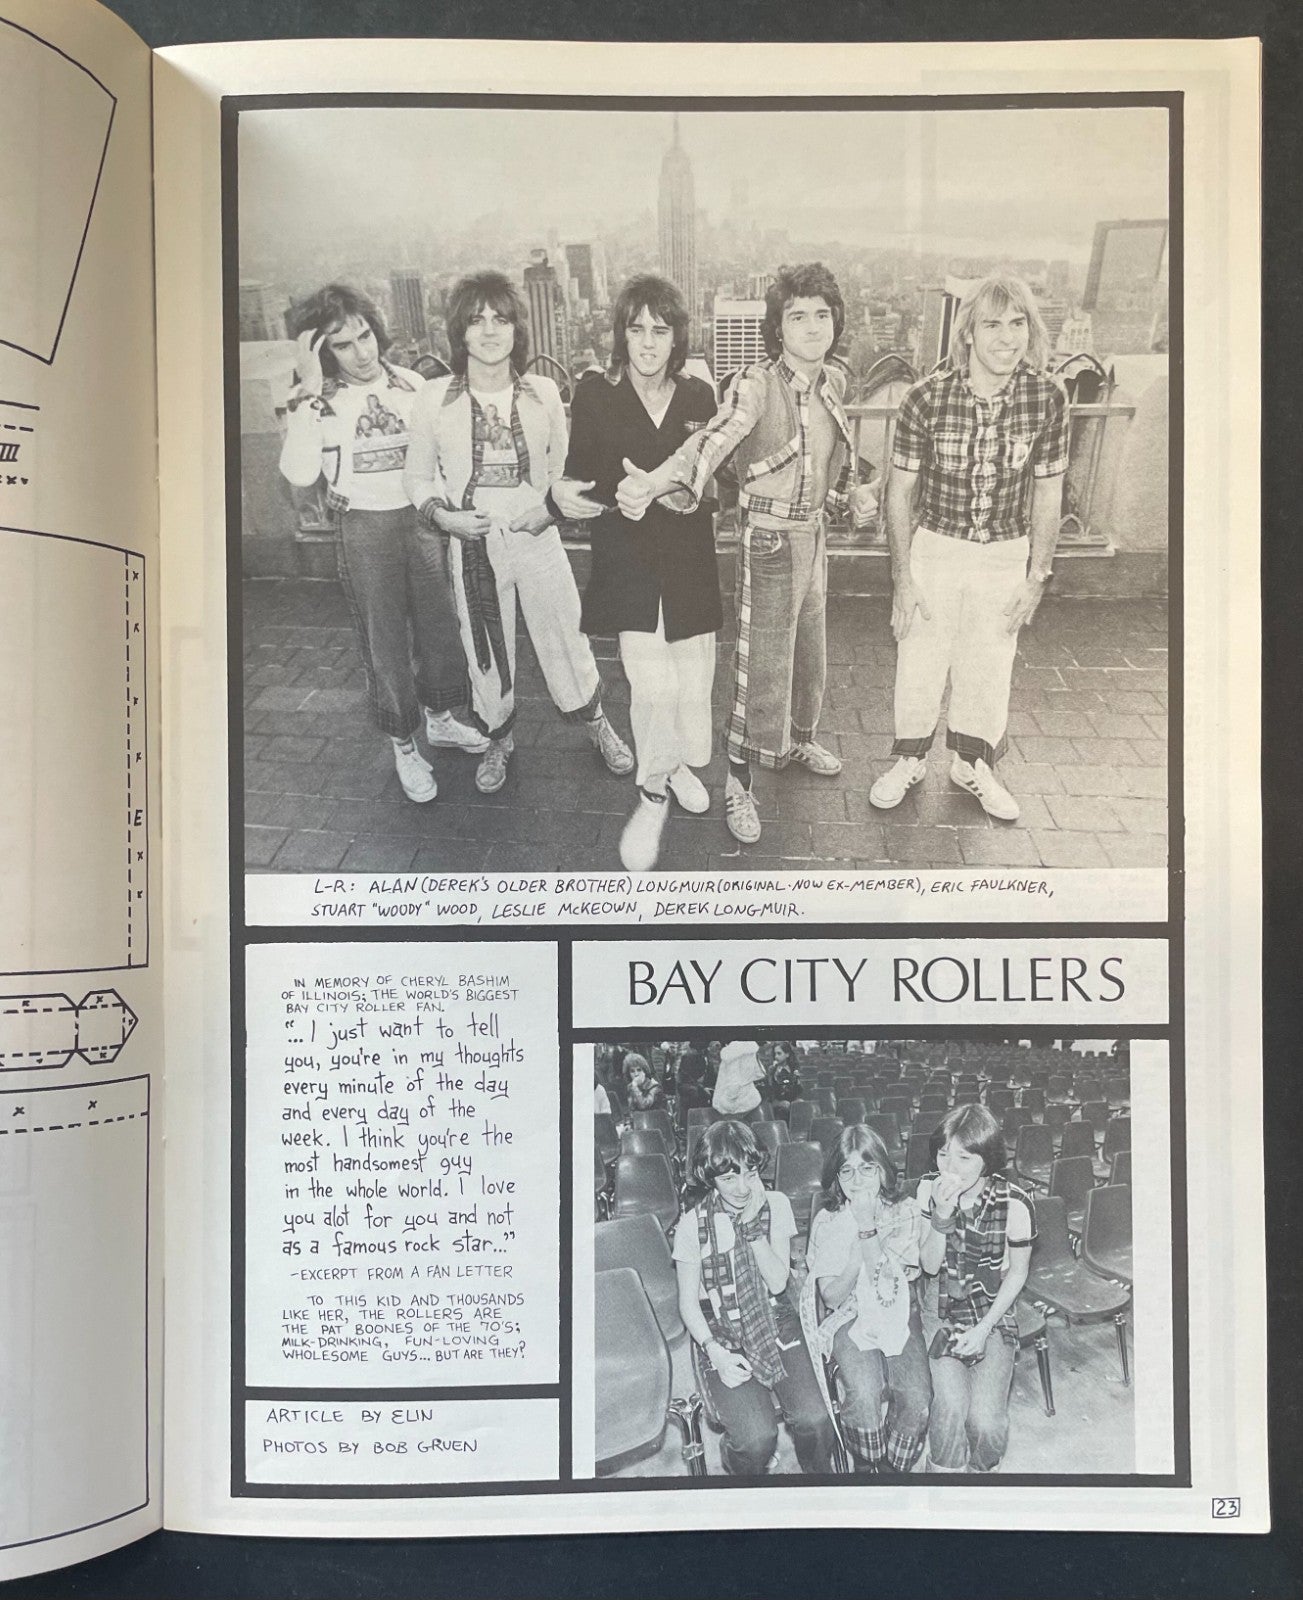 L-R: ALAN (DEREK'S OLDER BROTHER) LONGMUIR (ORIGINAL·NOW EX-MEMBER), ERIC FAULKNER,
STUART "WOODY" WOOD, LESLIE McKEOWN, DEREK LONGMUIR.
IN MEMORY OF CHERYL BASHIM
OF ILLINOIS; THE WORLD'S BIGGEST
BAY CITY ROLLER FAN.
"...I just want to tell
you, you're in my thoughts
every minute of the day
and every day of the
week. I think you're the
most handsomest guy
in the whole world. I love
you alot for you and not
as a famous rock star..."
-EXCERPT FROM A FAN LETTER
TO THIS KID AND THOUSANDS
LIKE HER, THE ROLLERS ARE
THE PAT BOONES OF THE '70'S;
MILK-DRINKING, FUN-LOVING
WHOLESOME GUYS... BUT ARE THEY?
ARTICLE BY ELIN
PHOTOS BY BOB GRUEN
BAY CITY ROLLERS
23
E